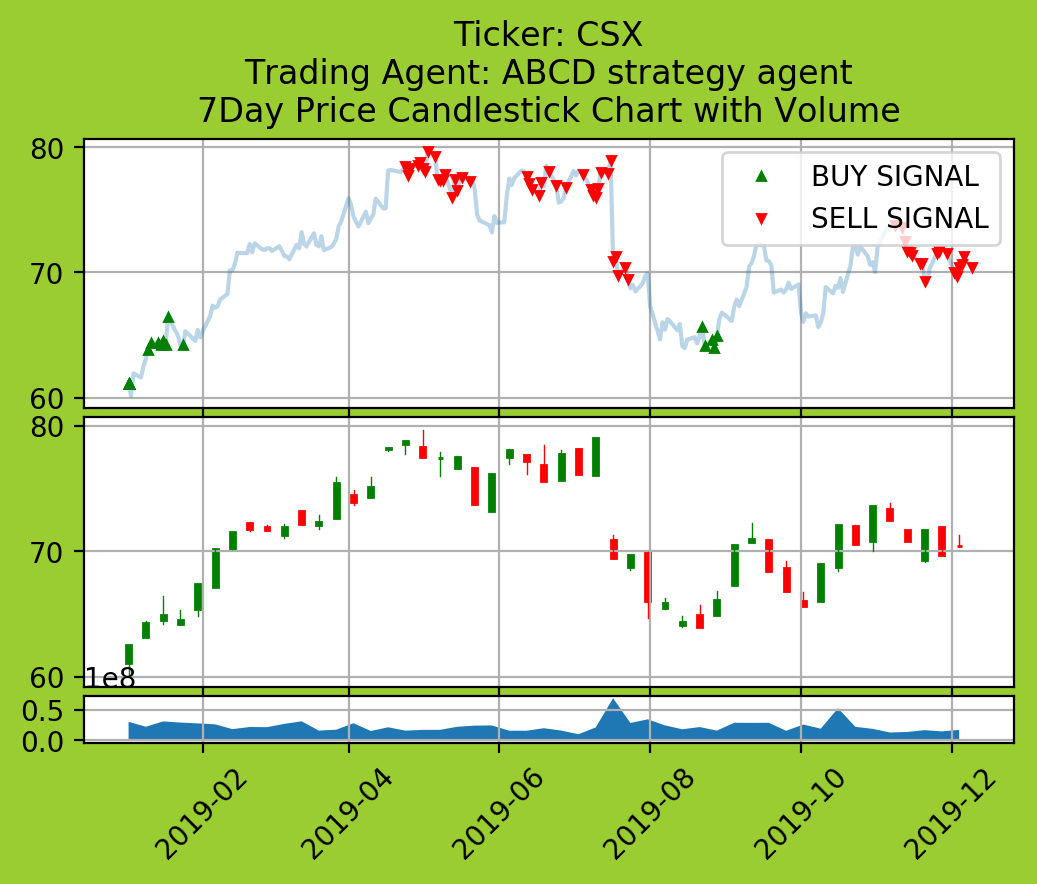 Ticker: CSX
Trading Agent: ABCD strategy agent
7Day Price Candlestick Chart with Volume
80
BUY SIGNAL
SELL SIGNAL
70
60
80
70
60
1e8
0.5
0.0
2019-02
2019-04
2019-06
2019-08
2019-10
2019-12